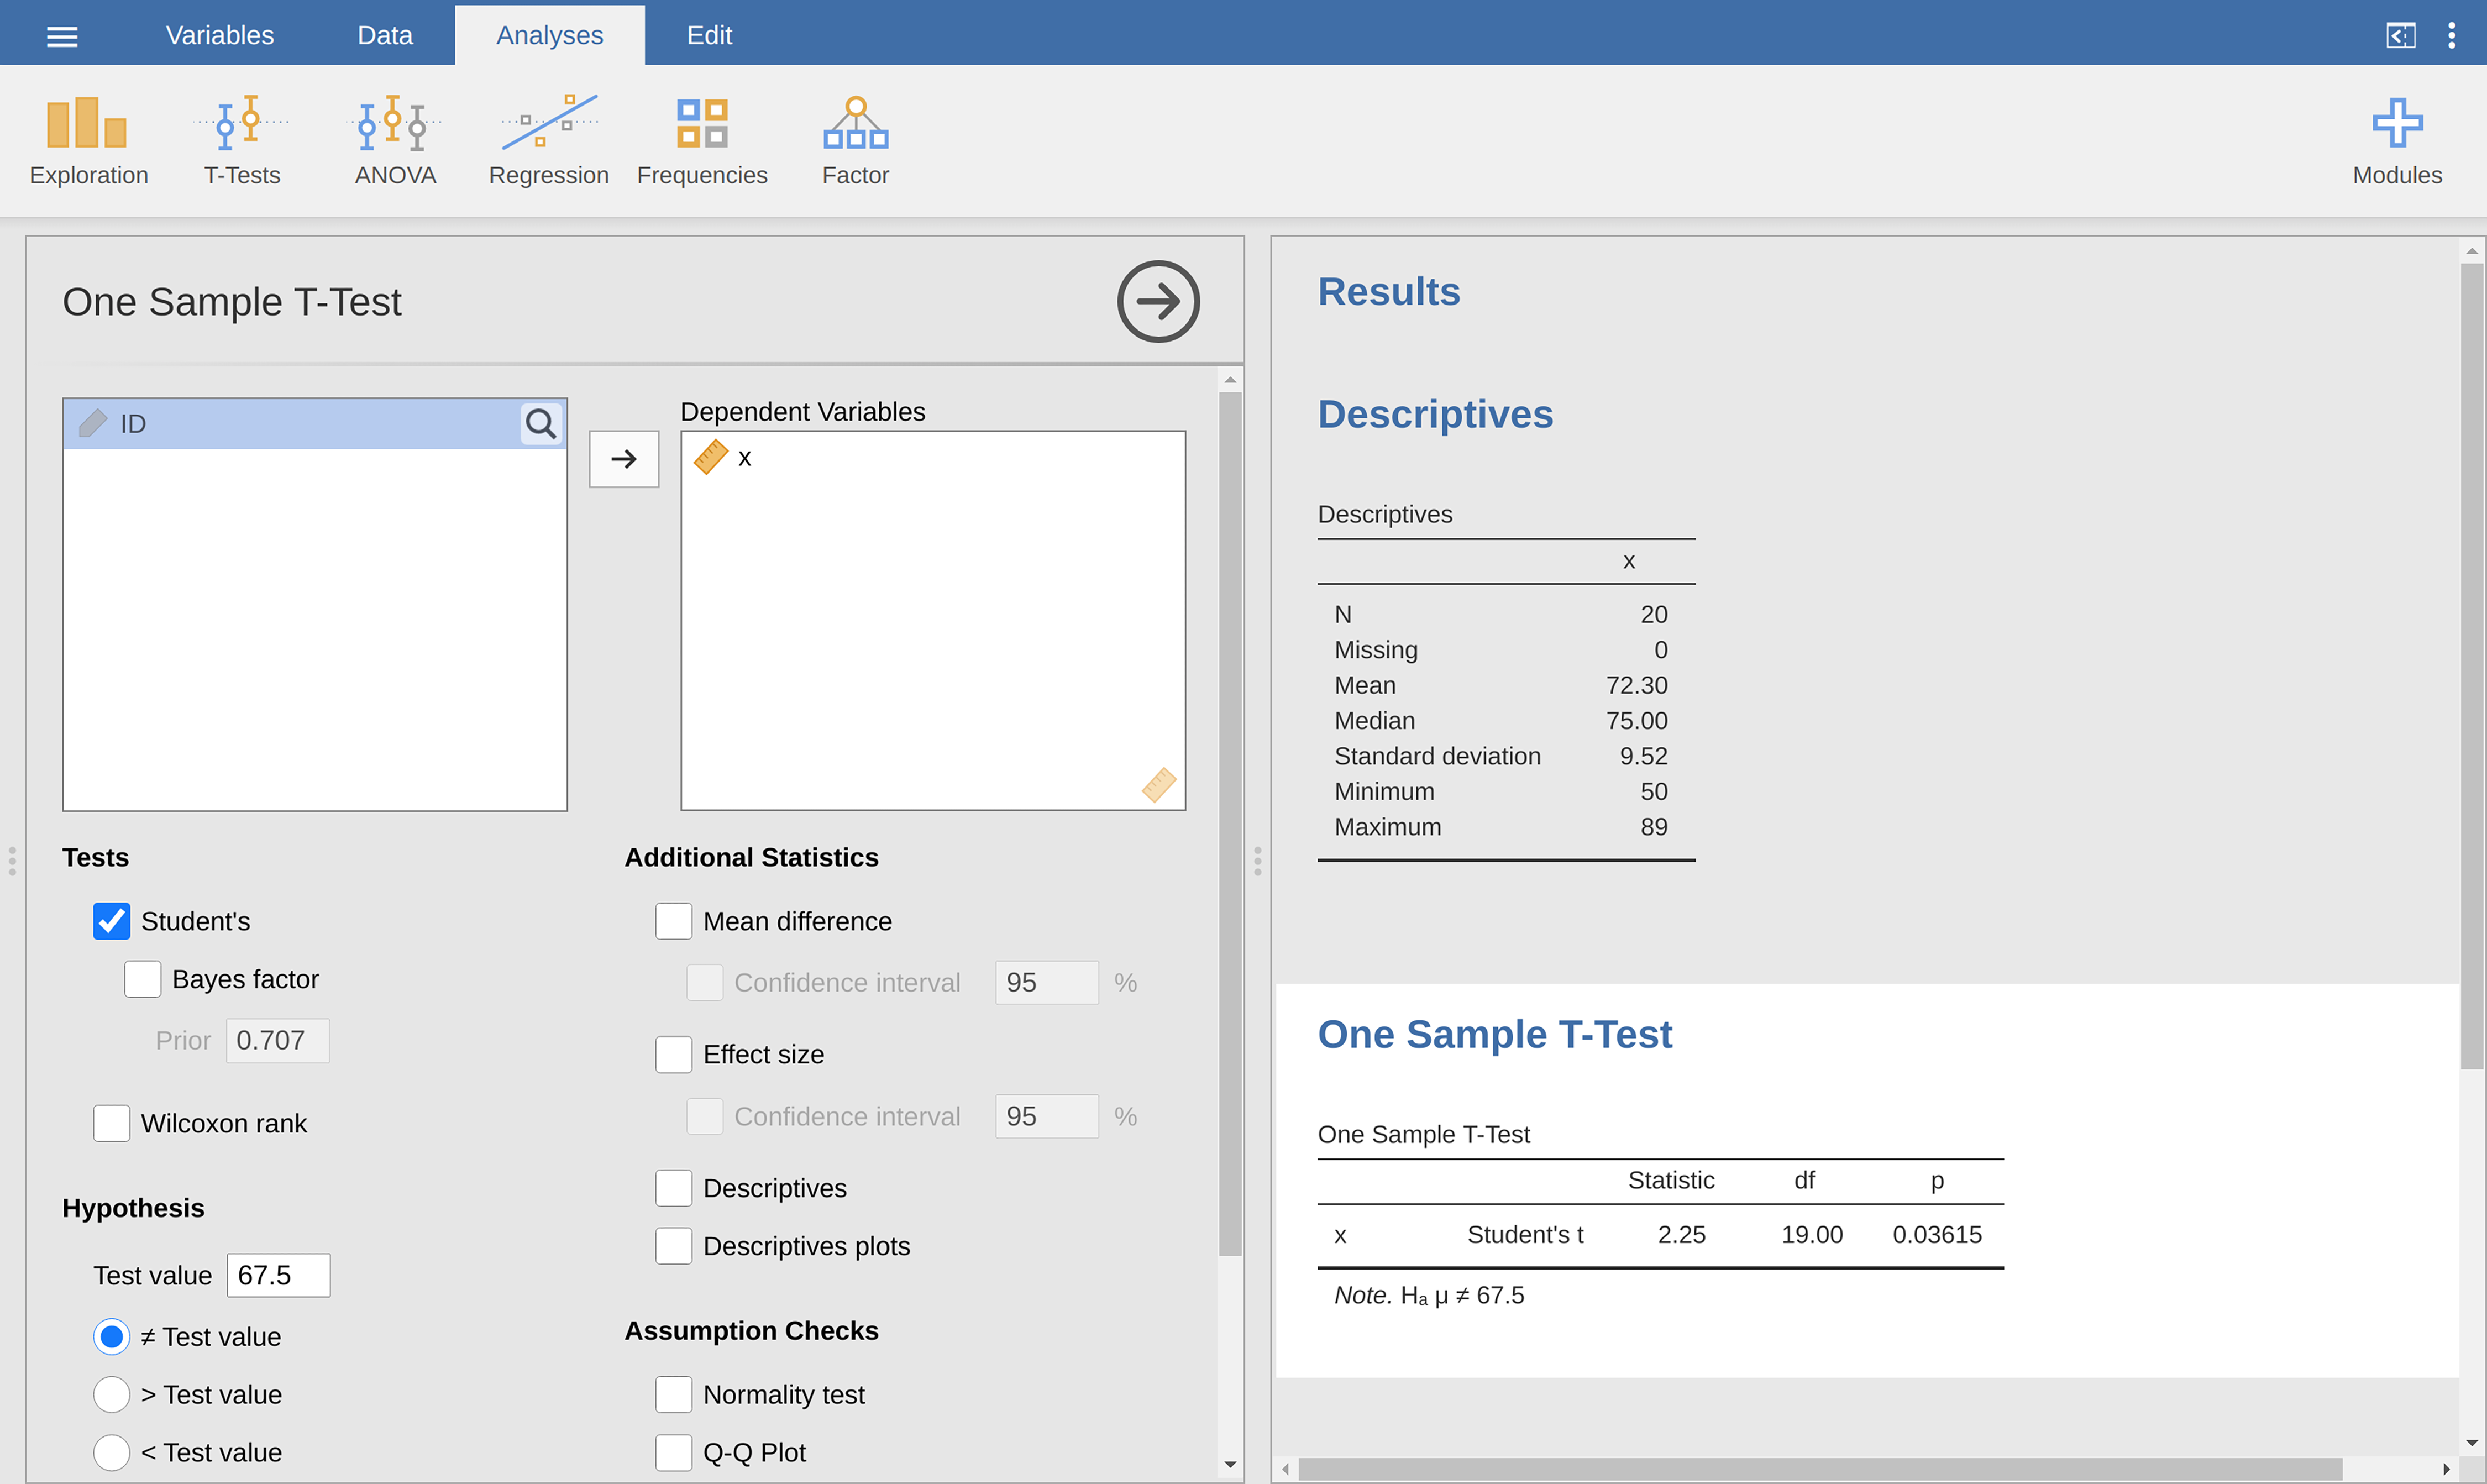 Variables Data Analyses Edit
Exploration T-Tests ANOVA Regression Frequencies Factor Modules
One Sample T-Test
ID
Dependent Variables
x
Tests
Student's
Bayes factor
Prior 0.707
Wilcoxon rank
Hypothesis
Test value 67.5
≠ Test value
> Test value
< Test value
Additional Statistics
Mean difference
Confidence interval 95 %
Effect size
Confidence interval 95 %
Descriptives
Descriptives plots
Assumption Checks
Normality test
Q-Q Plot
Results
Descriptives
Descriptives
x
N 20
Missing 0
Mean 72.30
Median 75.00
Standard deviation 9.52
Minimum 50
Maximum 89
One Sample T-Test
One Sample T-Test
Statistic df p
x Student's t 2.25 19.00 0.03615
Note. Hₐ μ ≠ 67.5